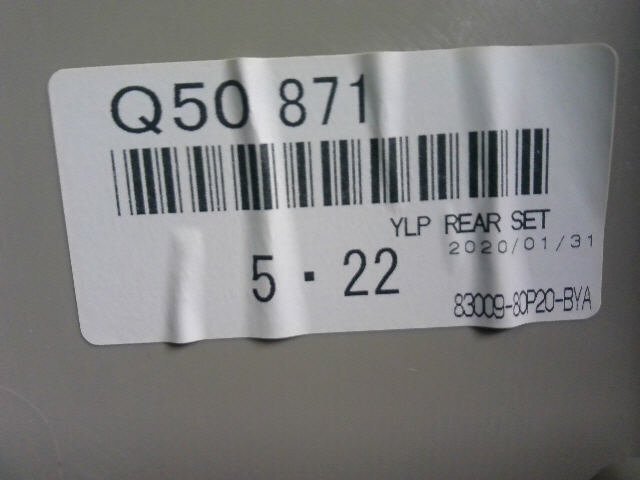 Q50 871
YLP REAR SET
2020/01/31
5・22
83009-80P20-BYA